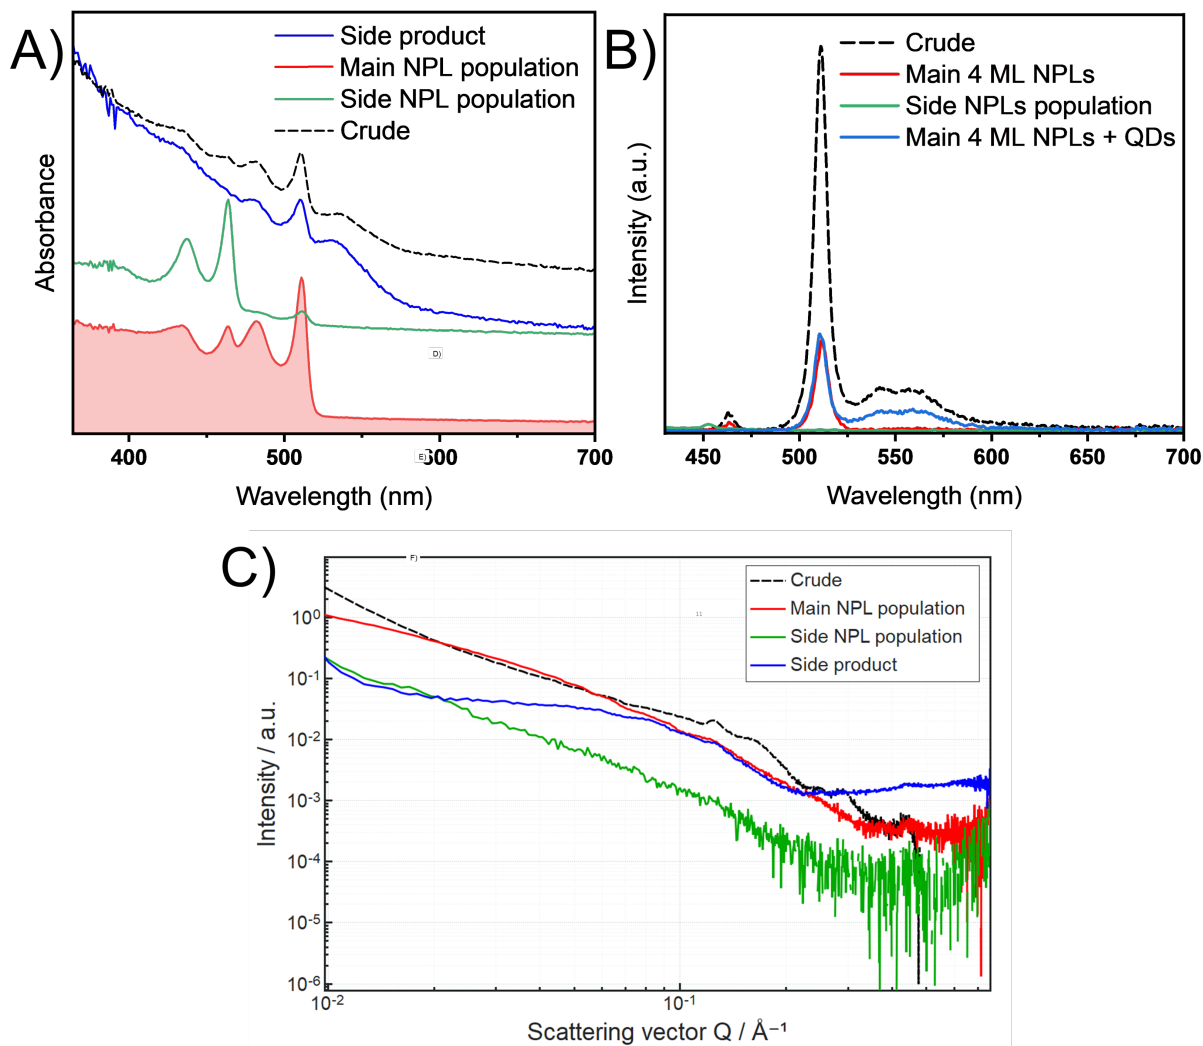 A)
Side product
Main NPL population
Side NPL population
Crude
Absorbance
D)
E)
400
500
600
700
Wavelength (nm)
B)
Crude
Main 4 ML NPLs
Side NPLs population
Main 4 ML NPLs + QDs
Intensity (a.u.)
450
500
550
600
650
700
Wavelength (nm)
C)
F)
11
Crude
Main NPL population
Side NPL population
Side product
Intensity / a.u.
10⁰
10⁻¹
10⁻²
10⁻³
10⁻⁴
10⁻⁵
10⁻⁶
10⁻²
10⁻¹
Scattering vector Q / Å⁻¹